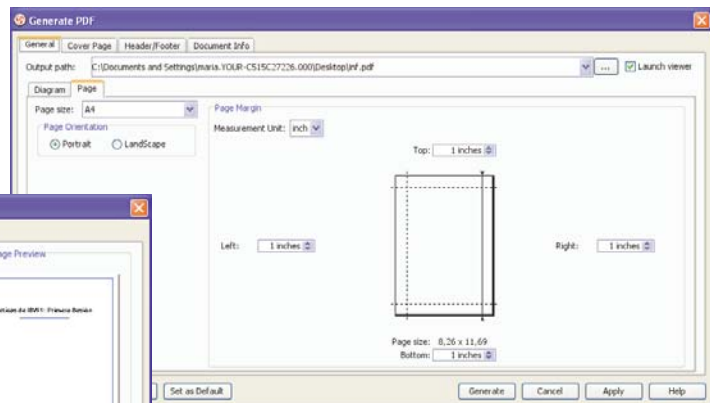 Generate PDF
General Cover Page Header/Footer Document Info
Output path: C:\Documents and Settings\maria.YOUR-C515C27226.000\Desktop\nf.pdf ... Launch viewer
Diagram Page
Page size: A4
Page Orientation
Portrait LandScape
Page Margin
Measurement Unit: inch
Top: 1 inches
Left: 1 inches
Right: 1 inches
Page size: 8,26 x 11,69
Bottom: 1 inches
Set as Default Generate Cancel Apply Help
Preview
Primera Sesión